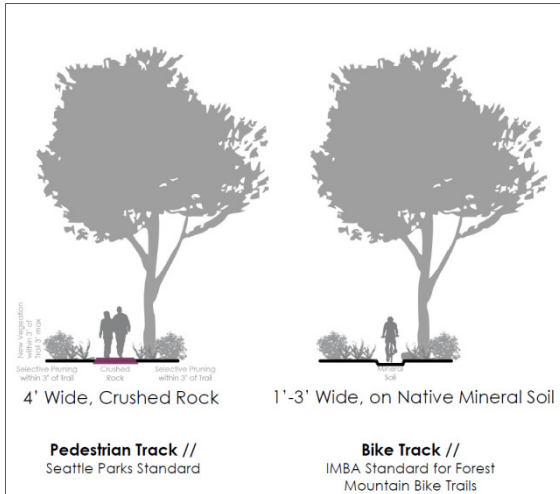 New Vegetation
within 3" of
Trail 3' max
Selective Pruning
within 3" of Trail
Crushed
Rock
Selective Pruning
within 3" of Trail
Mineral
Soil
4' Wide, Crushed Rock
1'-3' Wide, on Native Mineral Soil
Pedestrian Track //
Seattle Parks Standard
Bike Track //
IMBA Standard for Forest
Mountain Bike Trails